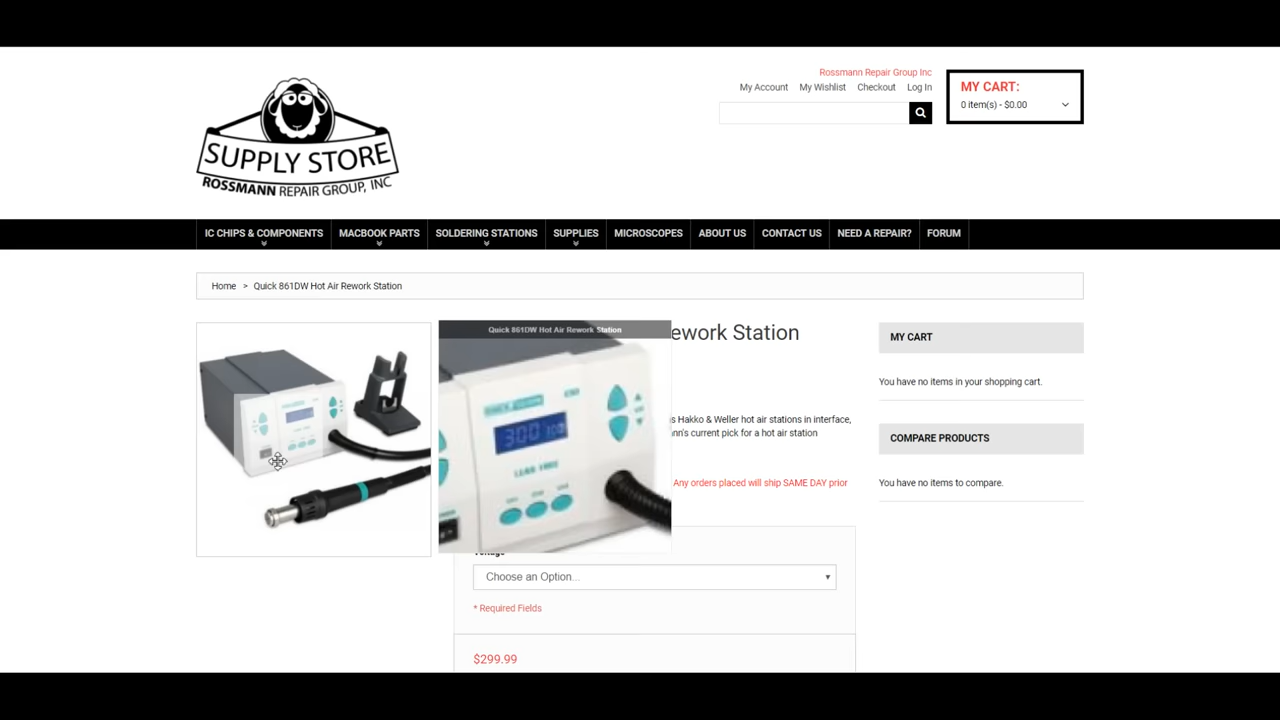 Rossmann Repair Group Inc
My Account My Wishlist Checkout Log In
MY CART:
0 item(s) - $0.00
SUPPLY STORE
ROSSMANN REPAIR GROUP, INC
IC CHIPS & COMPONENTS MACBOOK PARTS SOLDERING STATIONS SUPPLIES MICROSCOPES ABOUT US CONTACT US NEED A REPAIR? FORUM
Home > Quick 861DW Hot Air Rework Station
Quick 861DW Hot Air Rework Station
ework Station
MY CART
You have no items in your shopping cart.
s Hakko & Weller hot air stations in interface,
nn's current pick for a hot air station
COMPARE PRODUCTS
You have no items to compare.
Any orders placed will ship SAME DAY prior
300 100
LEAD FREE
Voltage
Choose an Option...
* Required Fields
$299.99